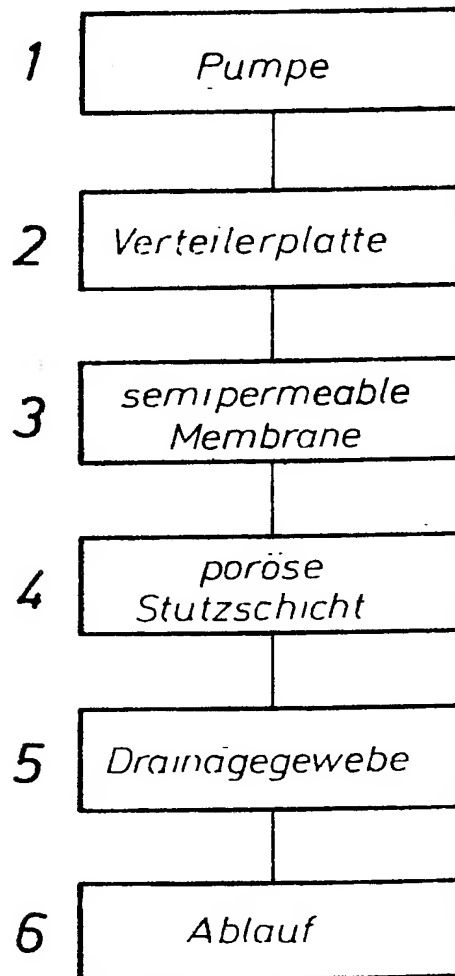 1 Pumpe
2 Verteilerplatte
3 semipermeable
Membrane
4 poröse
Stutzschicht
5 Drainagegewebe
6 Ablauf